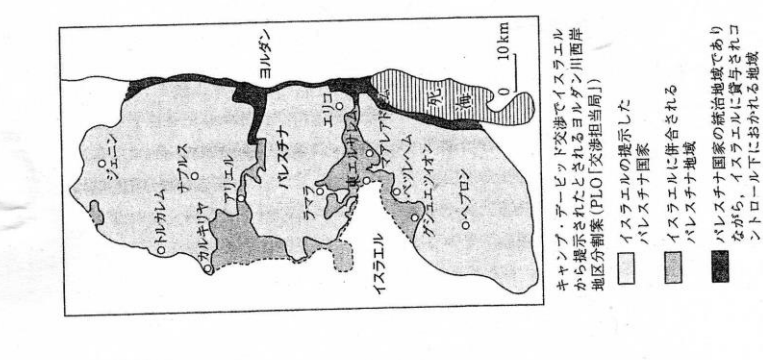 ジェニン
トルカレム
ナブルス
カルキリヤ
アリエル
ヨルダン
パレスチナ
ラマラ
エリコ
東エルサレム
マアレアドゥーミーム
イスラエル
ベツレヘム
グシュエツィオン
ヘブロン
死海
0 10km
キャンプ・デービッド交渉でイスラエル
から提示されたとされるヨルダン川西岸
地区分割案(PLO「交渉担当局」)
イスラエルの提示した
パレスチナ国家
イスラエルに併合される
パレスチナ地域
パレスチナ国家の統治地域であり
ながら,イスラエルに貸与されコ
ントロール下におかれる地域